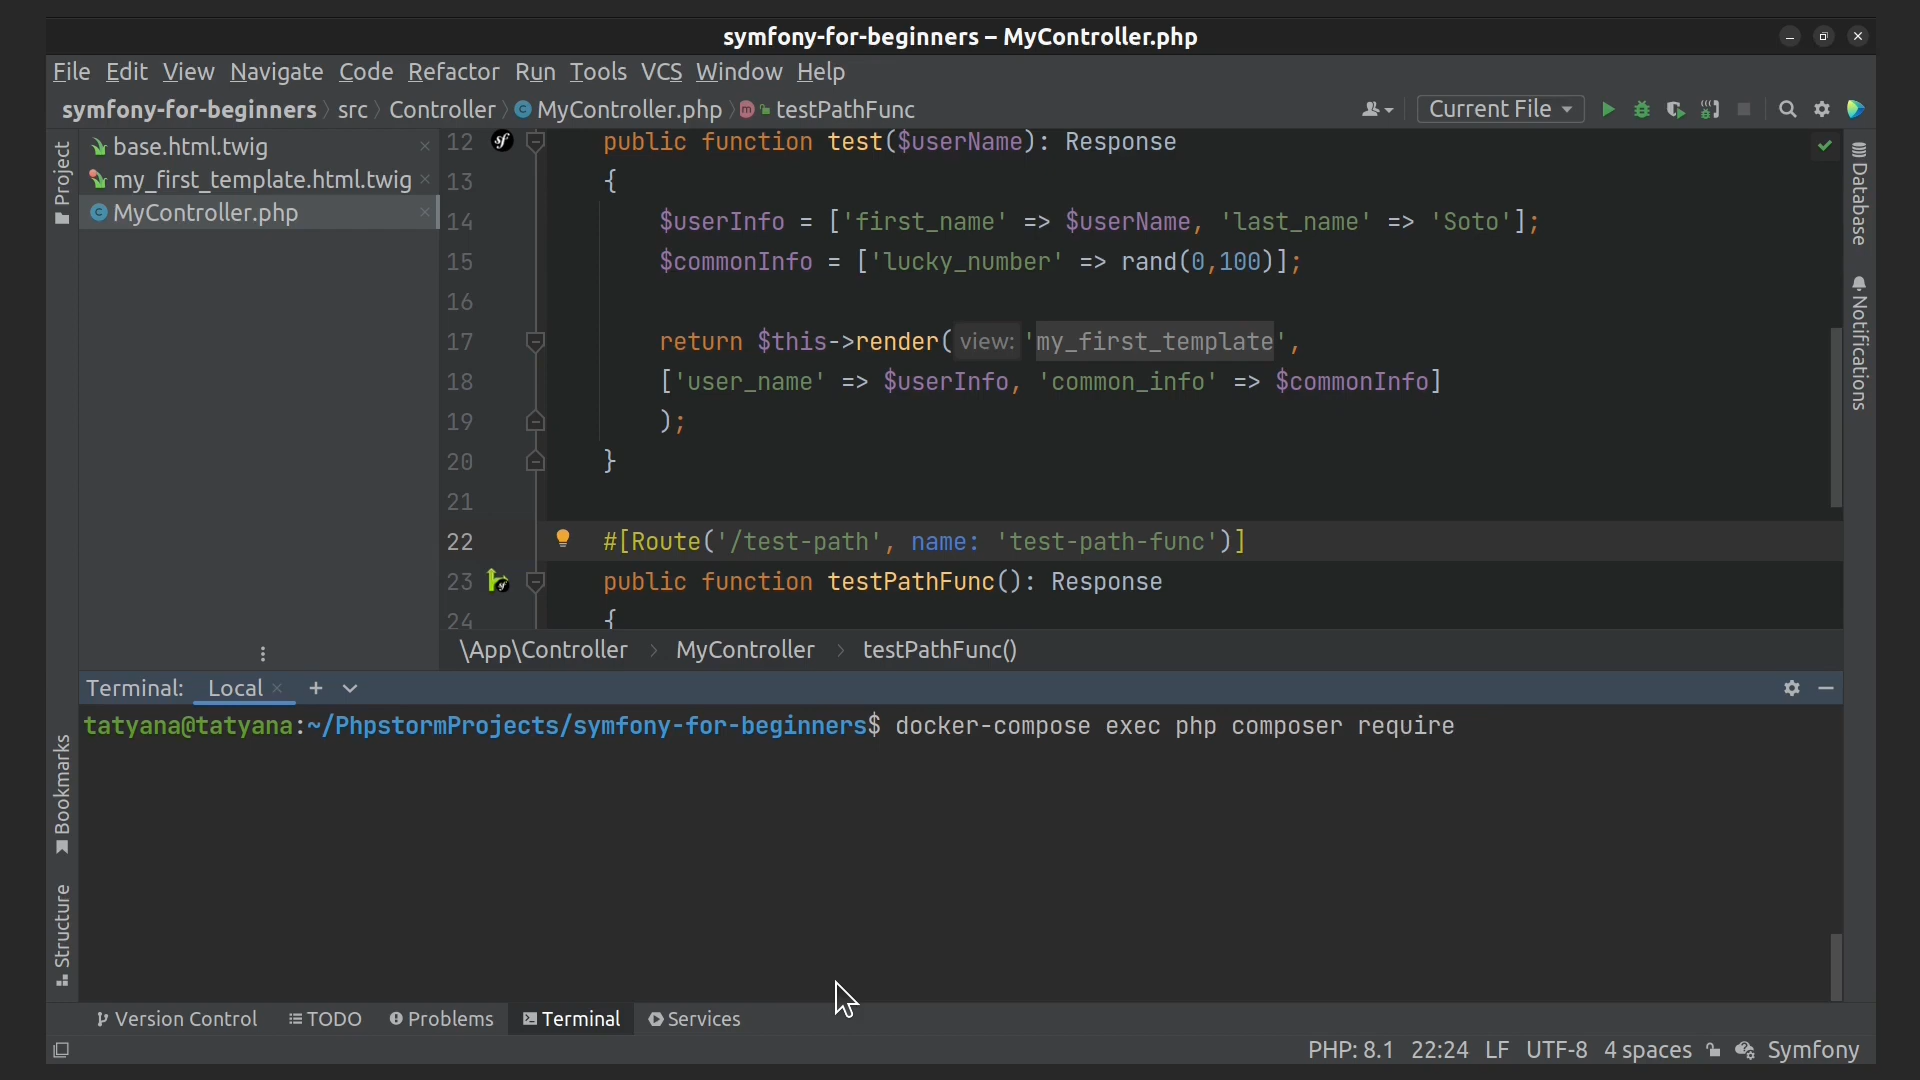 symfony-for-beginners – MyController.php
File Edit View Navigate Code Refactor Run Tools VCS Window Help
symfony-for-beginners src Controller MyController.php testPathFunc
Current File
Project
base.html.twig
my_first_template.html.twig
MyController.php
12 public function test($userName): Response
13 {
14 $userInfo = ['first_name' => $userName, 'last_name' => 'Soto'];
15 $commonInfo = ['lucky_number' => rand(0,100)];
16
17 return $this->render( view: 'my_first_template',
18 ['user_name' => $userInfo, 'common_info' => $commonInfo]
19 );
20 }
21
22 #[Route('/test-path', name: 'test-path-func')]
23 public function testPathFunc(): Response
24 {
Database
Notifications
\App\Controller > MyController > testPathFunc()
Terminal: Local
tatyana@tatyana:~/PhpstormProjects/symfony-for-beginners$ docker-compose exec php composer require
Bookmarks
Structure
Version Control TODO Problems Terminal Services
PHP: 8.1 22:24 LF UTF-8 4 spaces Symfony